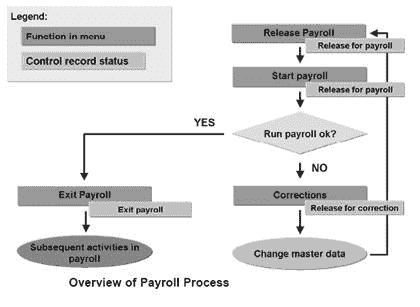 Legend:
Function in menu
Control record status
Release Payroll
Release for payroll
Start payroll
Release for payroll
YES
Run payroll ok?
NO
Exit Payroll
Exit payroll
Corrections
Release for correction
Subsequent activities in
payroll
Change master data
Overview of Payroll Process